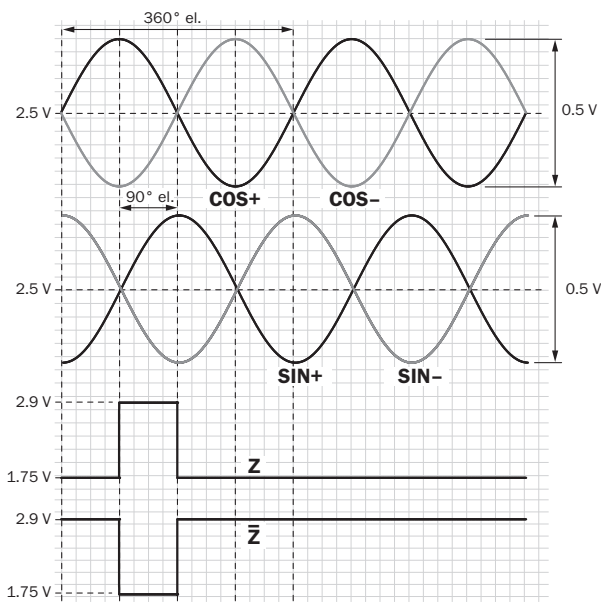 360° el.
2.5 V
0.5 V
90° el.
COS+ COS−
2.5 V
0.5 V
SIN+ SIN−
2.9 V
Z
1.75 V
2.9 V
Z̅
1.75 V